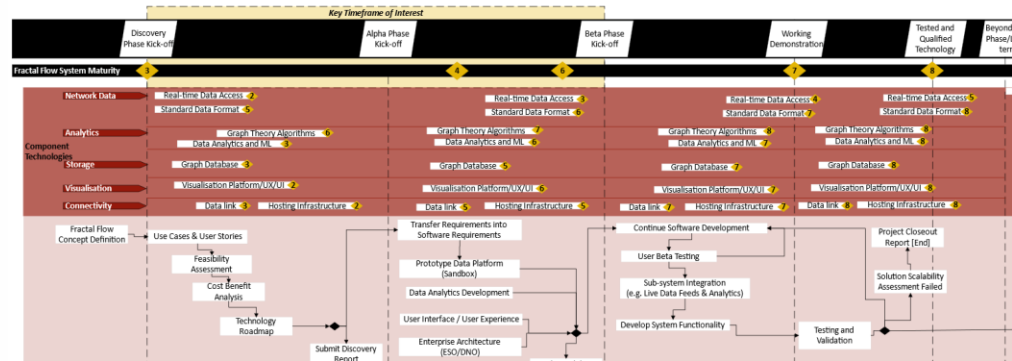 Key Timeframe of Interest
Discovery
Phase Kick-off
Alpha Phase
Kick-off
Beta Phase
Kick-off
Working
Demonstration
Tested and
Qualified
Technology
Beyond
Fractal Flow System Maturity
3
4
6
7
8
Component
Technologies
Network Data
Real-time Data Access 2
Real-time Data Access 3
Real-time Data Access 4
Real-time Data Access 5
Standard Data Format 5
Standard Data Format 6
Standard Data Format 7
Standard Data Format 8
Analytics
Graph Theory Algorithms 6
Graph Theory Algorithms 7
Graph Theory Algorithms 8
Graph Theory Algorithms 8
Data Analytics and ML 3
Data Analytics and ML 6
Data Analytics and ML 7
Data Analytics and ML 8
Storage
Graph Database 3
Graph Database 5
Graph Database 7
Graph Database 8
Visualisation
Visualisation Platform/UX/UI 2
Visualisation Platform/UX/UI 6
Visualisation Platform/UX/UI 7
Visualisation Platform/UX/UI 8
Connectivity
Data link 3
Hosting Infrastructure 2
Data link 5
Hosting Infrastructure 5
Data link 7
Hosting Infrastructure 7
Data link 8
Hosting Infrastructure 8
Fractal Flow
Concept Definition
Use Cases & User Stories
Feasibility
Assessment
Cost Benefit
Analysis
Technology
Roadmap
Submit Discovery
Report
Transfer Requirements into
Software Requirements
Prototype Data Platform
(Sandbox)
Data Analytics Development
User Interface / User Experience
Enterprise Architecture
(ESO/DNO)
Continue Software Development
User Beta Testing
Sub-system Integration
(e.g. Live Data Feeds & Analytics)
Develop System Functionality
Testing and
Validation
Project Closeout
Report [End]
Solution Scalability
Assessment Failed